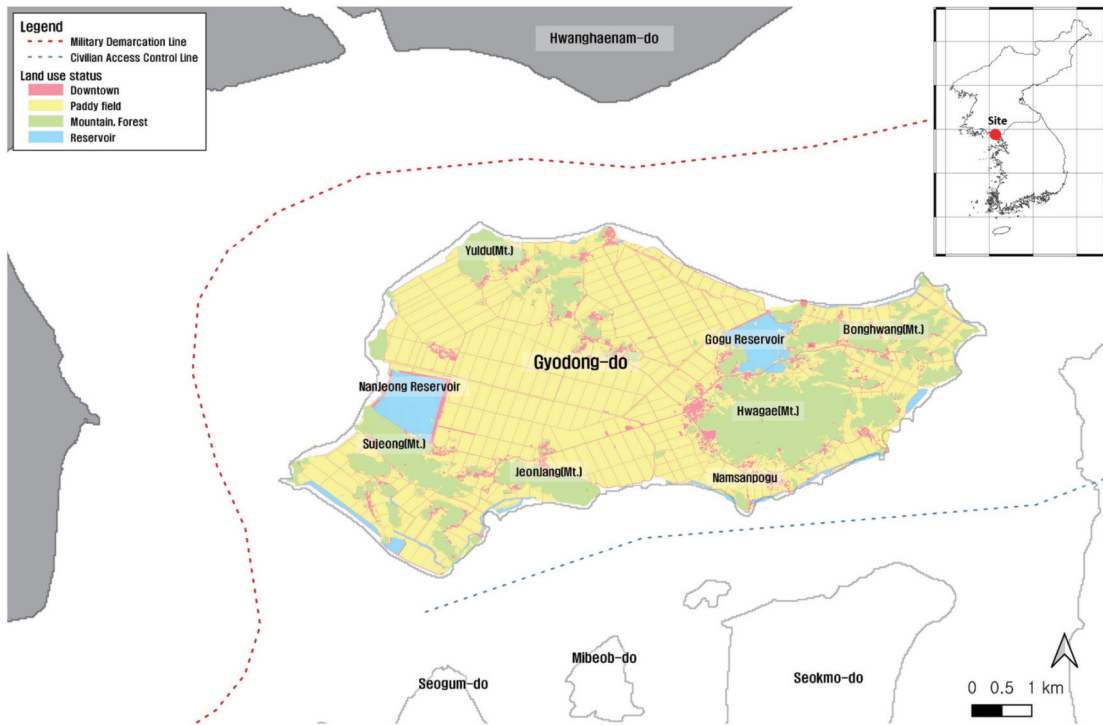 Legend
Military Demarcation Line
Civilian Access Control Line
Land use status
Downtown
Paddy field
Mountain, Forest
Reservoir
Hwanghaenam-do
Site
Yuldu(Mt.)
Gogu Reservoir
Bonghwang(Mt.)
Gyodong-do
NanJeong Reservoir
Hwagae(Mt.)
Sujeong(Mt.)
JeonJang(Mt.)
Namsanpogu
Mibeob-do
Seogum-do
Seokmo-do
0 0.5 1 km